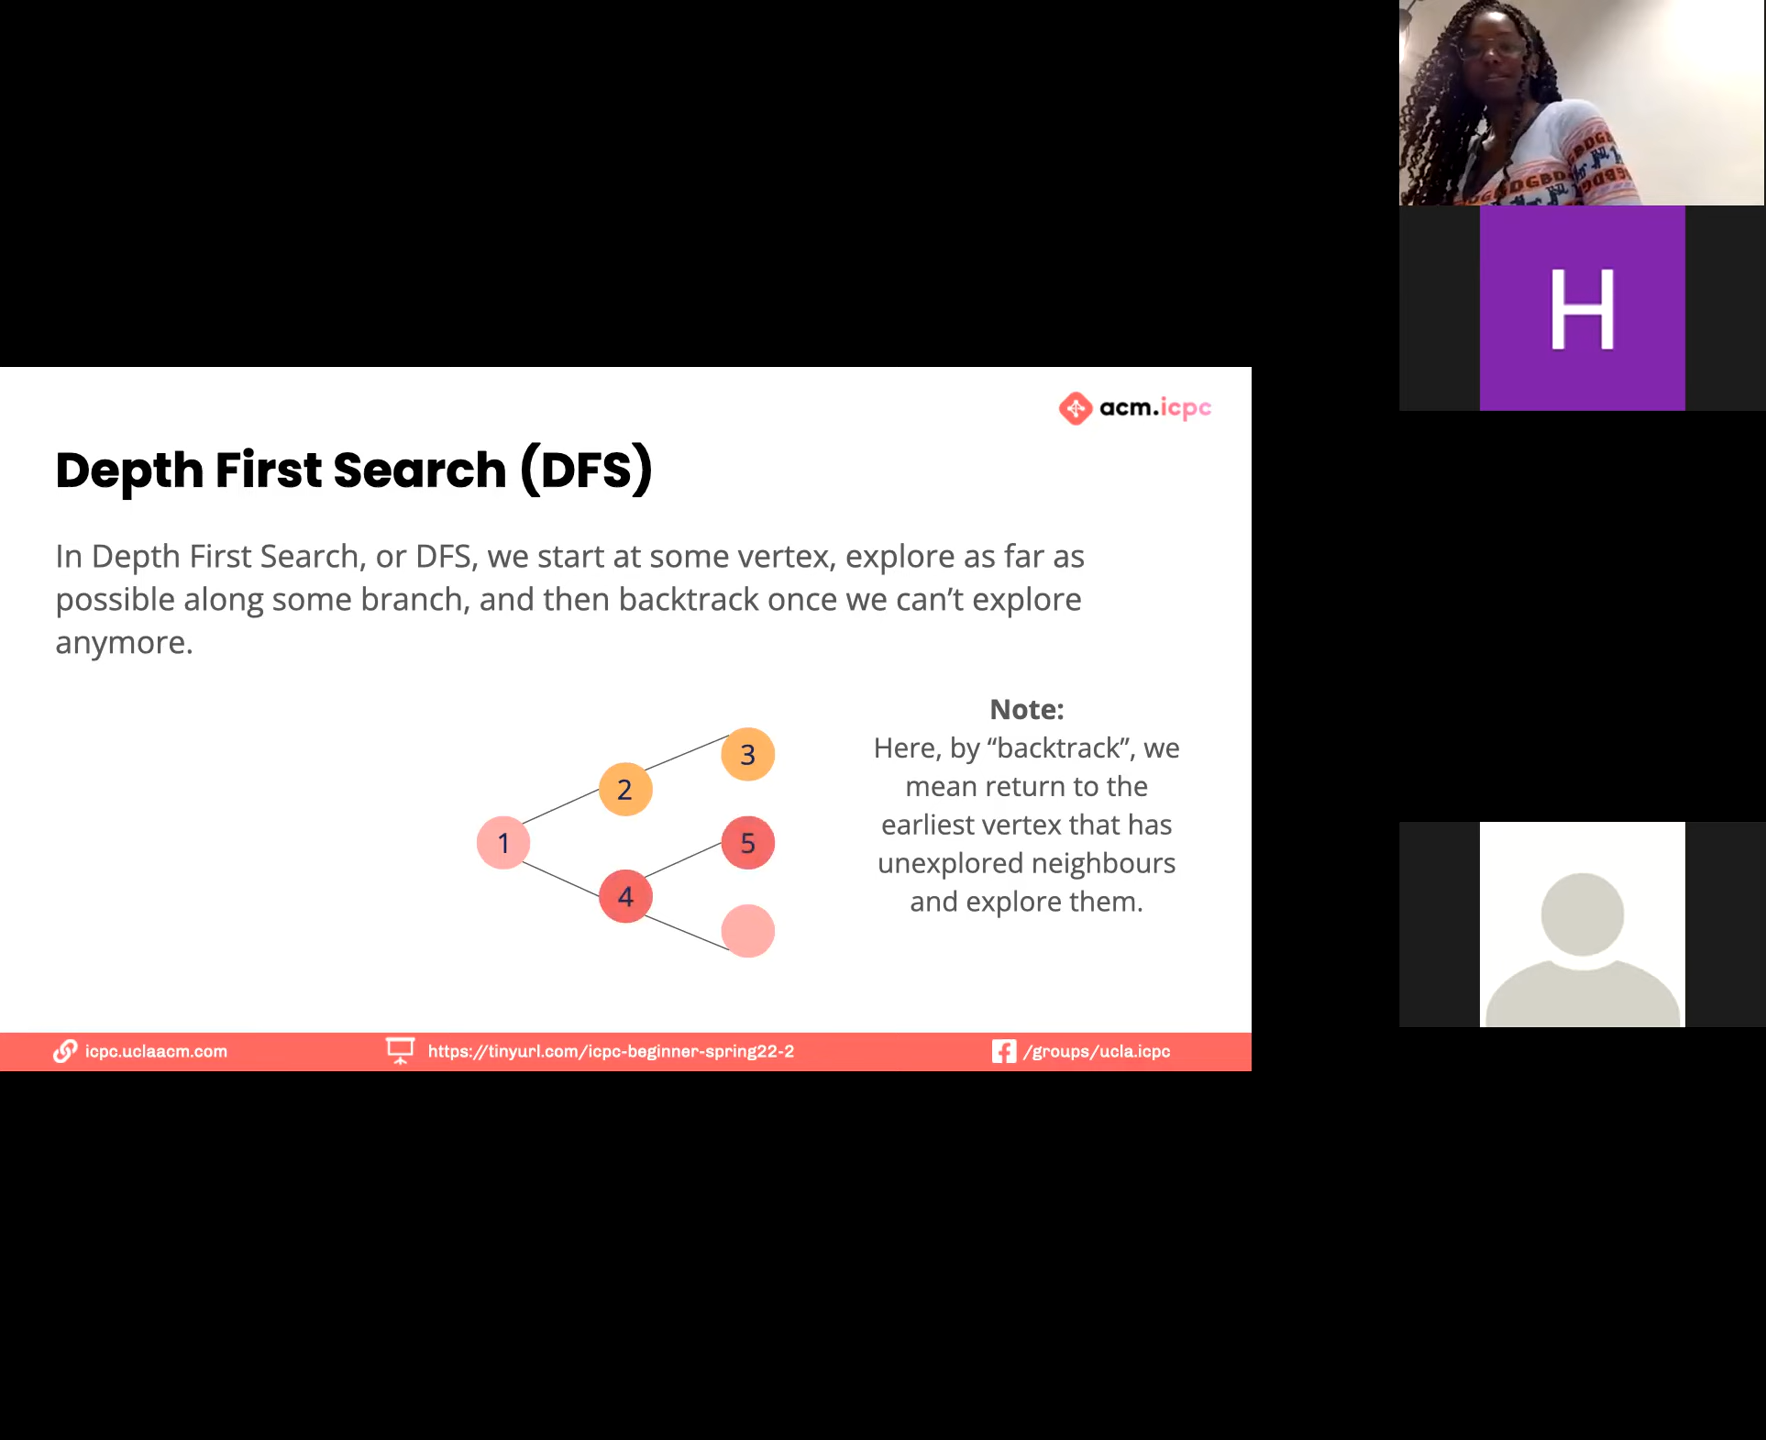 acm.icpc
Depth First Search (DFS)
In Depth First Search, or DFS, we start at some vertex, explore as far as
possible along some branch, and then backtrack once we can’t explore
anymore.
1
2
3
4
5
Note:
Here, by “backtrack”, we
mean return to the
earliest vertex that has
unexplored neighbours
and explore them.
icpc.uclaacm.com
https://tinyurl.com/icpc-beginner-spring22-2
/groups/ucla.icpc
H